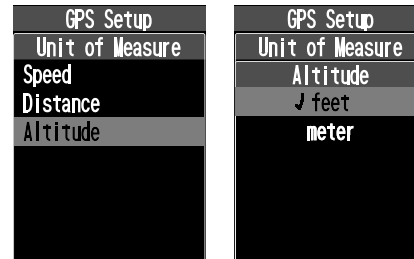 GPS Setup
Unit of Measure
Speed
Distance
Altitude
GPS Setup
Unit of Measure
Altitude
✓ feet
meter